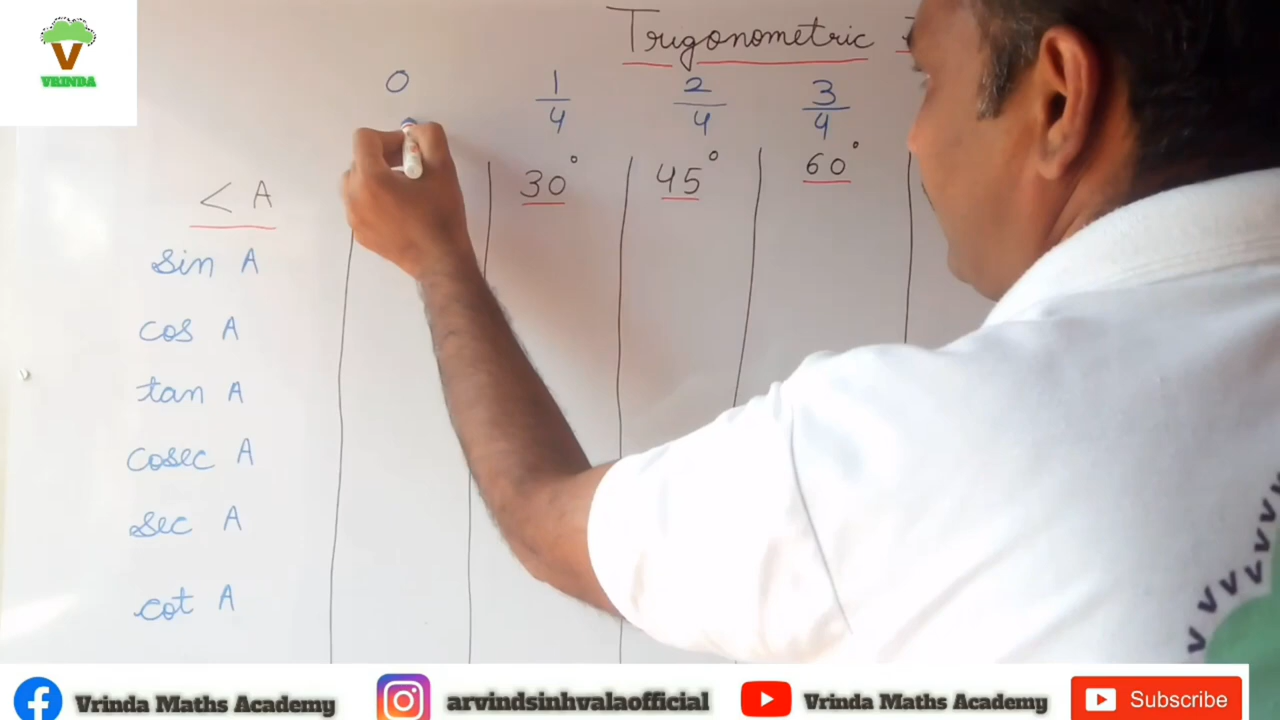 VRINDA
Trigonometric
0 1/4 2/4 3/4
< A 30° 45° 60°
sin A
cos A
tan A
cosec A
sec A
cot A
Vrinda Maths Academy arvindsinhvalaofficial Vrinda Maths Academy Subscribe